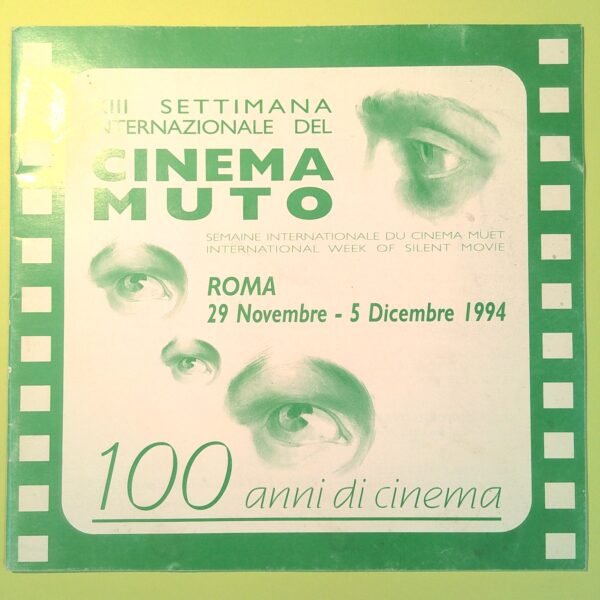 XIII SETTIMANA
INTERNAZIONALE DEL
CINEMA
MUTO
SEMAINE INTERNATIONALE DU CINEMA MUET
INTERNATIONAL WEEK OF SILENT MOVIE
ROMA
29 Novembre - 5 Dicembre 1994
100 anni di cinema